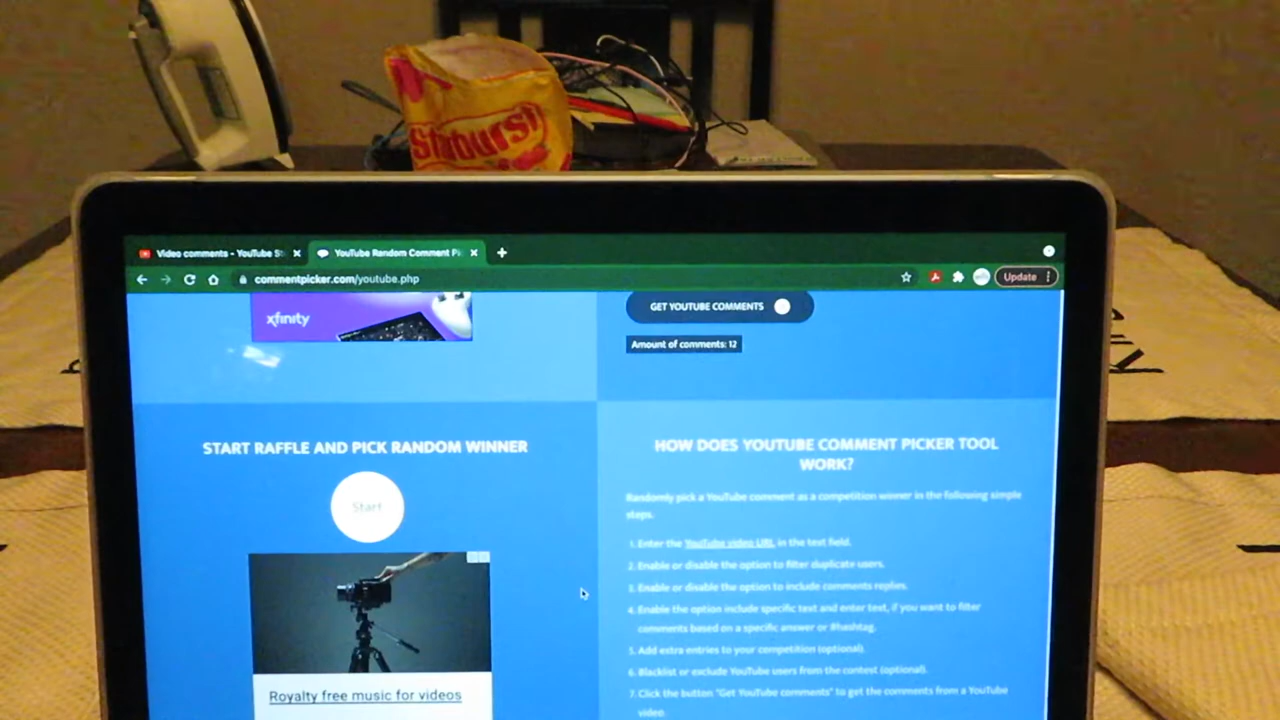 Starburst
Video comments - YouTube S
YouTube Random Comment Pi
commentpicker.com/youtube.php
Update
xfinity
GET YOUTUBE COMMENTS
Amount of comments: 12
START RAFFLE AND PICK RANDOM WINNER
Start
Royalty free music for videos
HOW DOES YOUTUBE COMMENT PICKER TOOL
WORK?
Randomly pick a YouTube comment as a competition winner in the following simple
steps.
1. Enter the YouTube video URL in the text field.
2. Enable or disable the option to filter duplicate users.
3. Enable or disable the option to include comments replies.
4. Enable the option include specific text and enter text, if you want to filter
comments based on a specific answer or #hashtag.
5. Add extra entries to your competition (optional).
6. Blacklist or exclude YouTube users from the contest (optional).
7. Click the button "Get YouTube comments" to get the comments from a YouTube
video.